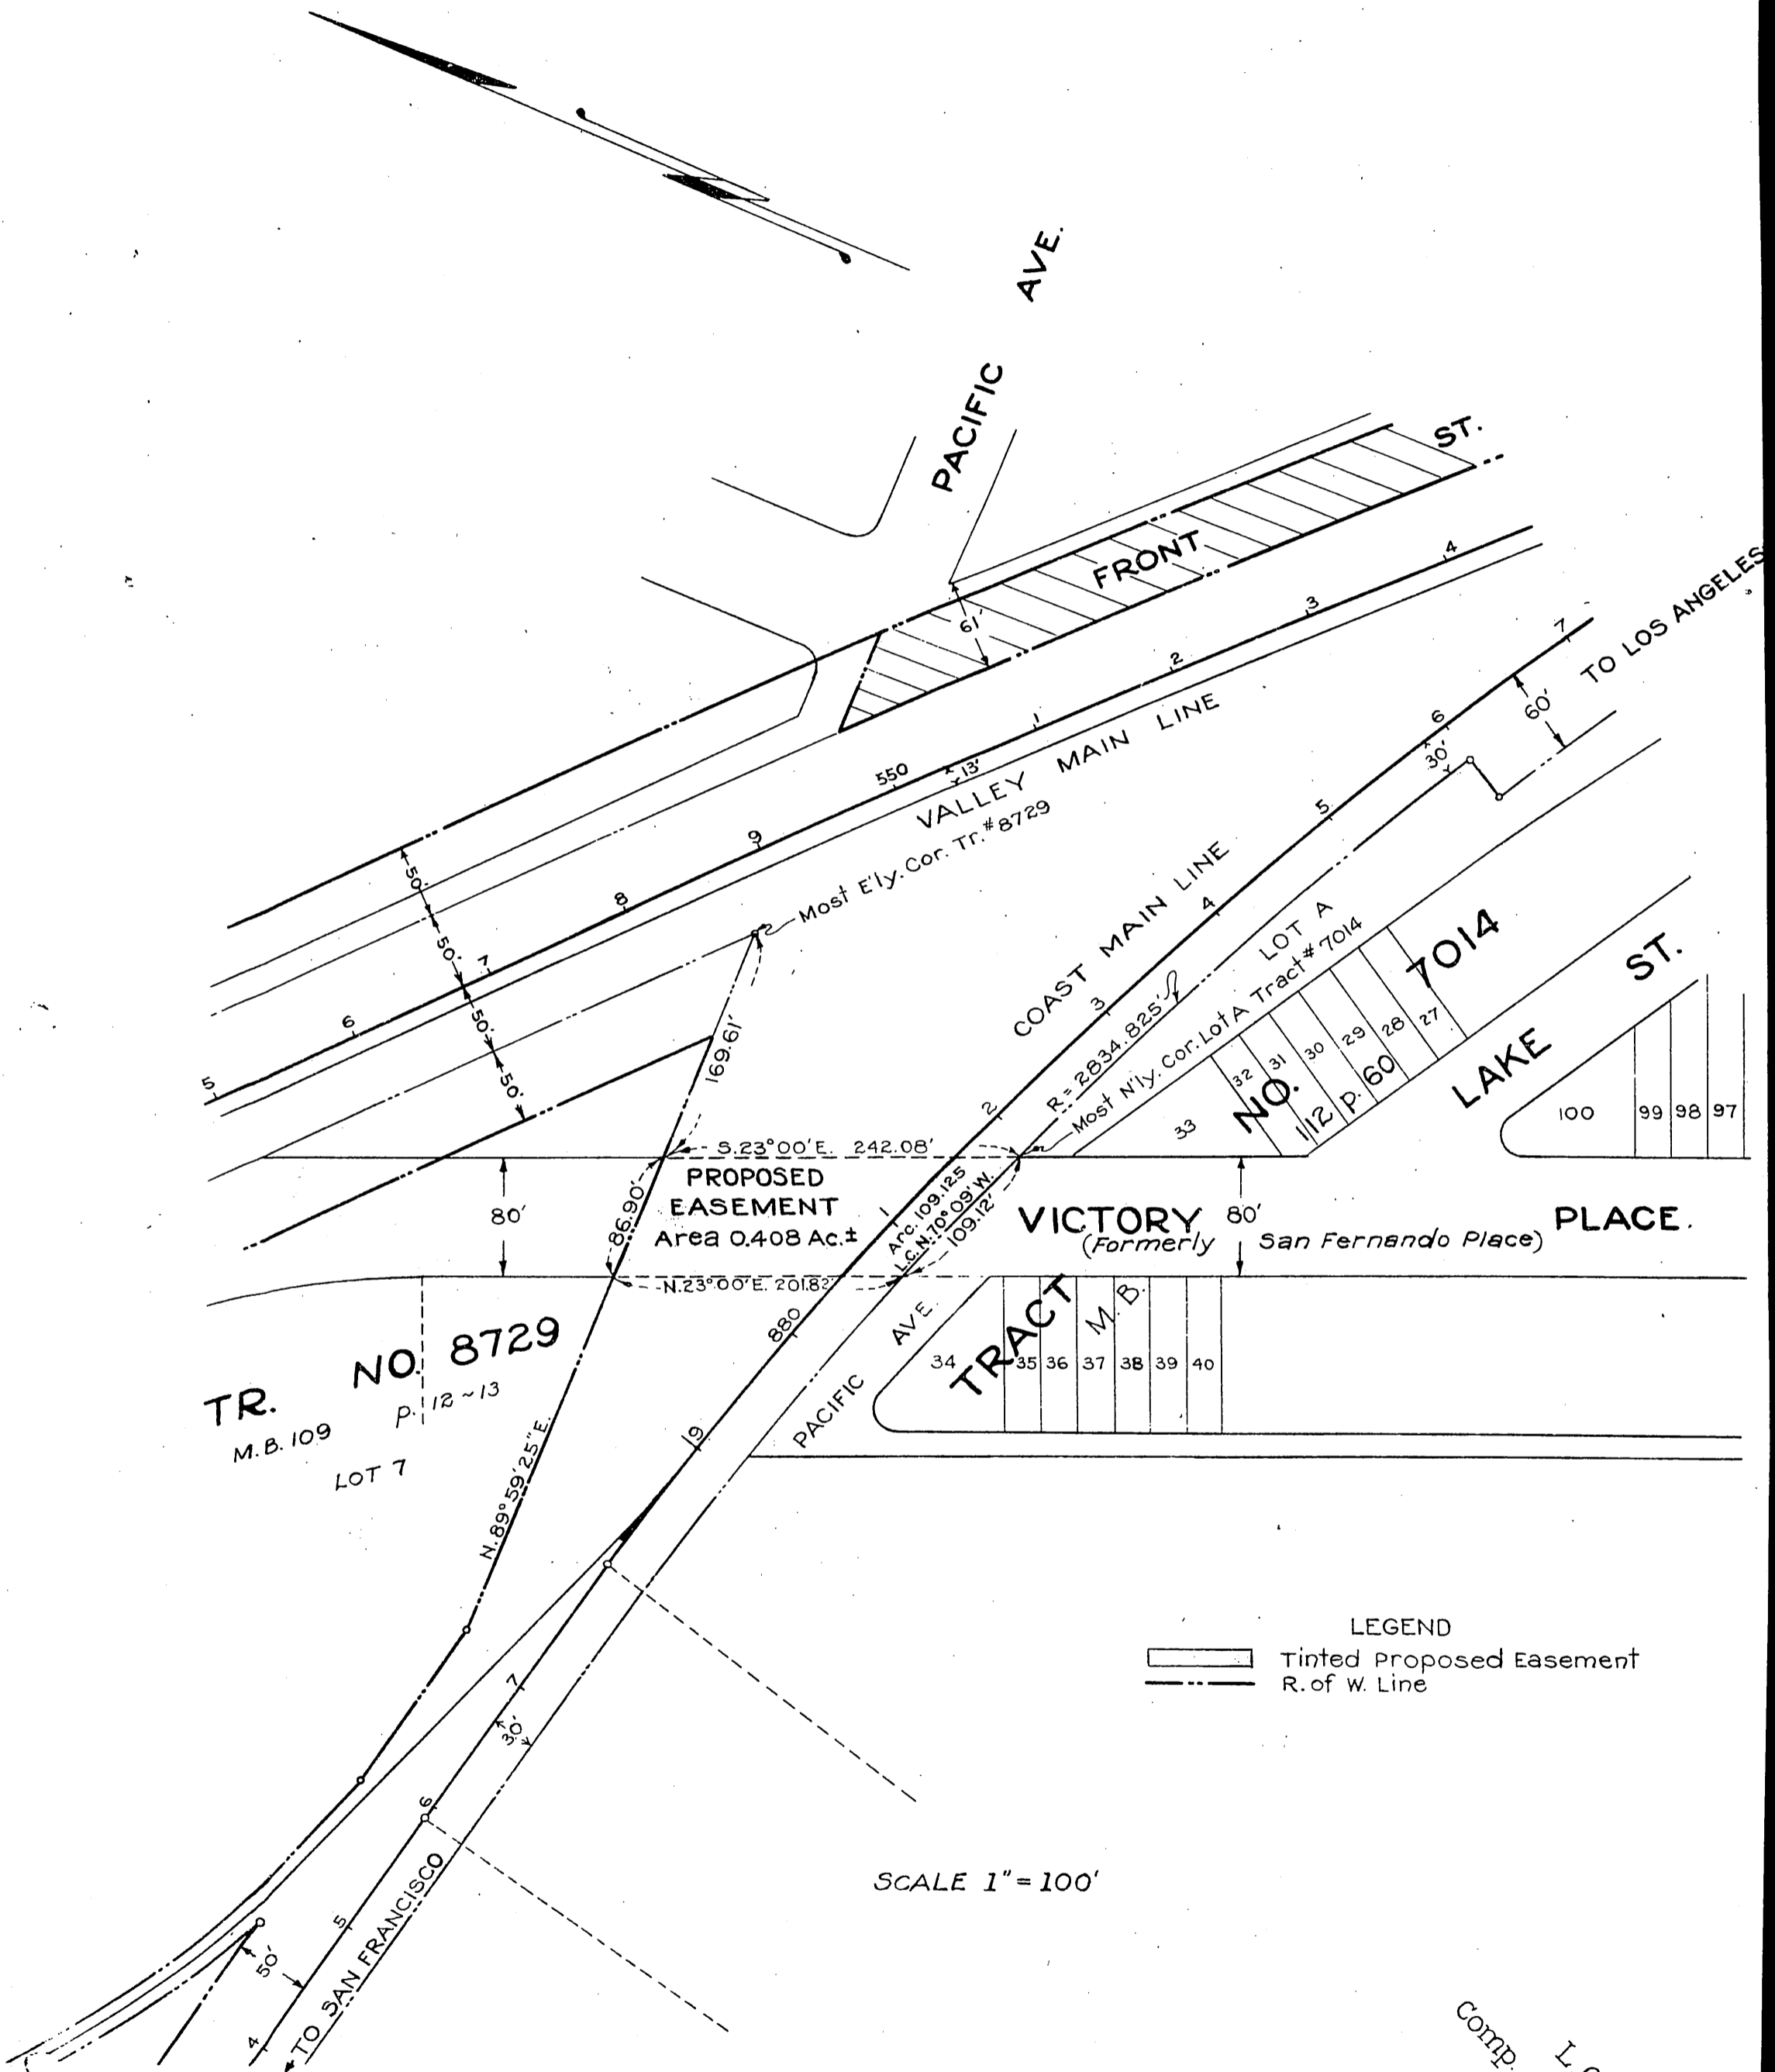 PACIFIC AVE.
FRONT ST.
61'
4
3
2
1
550
13'
9
8
7
6
5
VALLEY MAIN LINE
Most E'ly. Cor. Tr. #8729
50'
50'
50'
50'
169.61'
TO LOS ANGELES
7
60'
6
30'
5
4
3
2
1
COAST MAIN LINE
R = 2834.825'
LOT A
Most N'ly. Cor. Lot A Tract #7014
TRACT NO. 7014
M.B. 112 P. 60
33
32
31
30
29
28
27
LAKE ST.
100
99
98
97
S.23°00'E. 242.08'
PROPOSED
EASEMENT
Area 0.408 Ac.±
80'
86.90'
Arc. 109.125
L.C.N.70°09'W.
109.12'
N.23°00'E. 201.82'
VICTORY PLACE.
80'
(Formerly San Fernando Place)
PACIFIC AVE.
34
35
36
37
38
39
40
880
TR. NO. 8729
M.B. 109 P. 12~13
LOT 7
N.89°59'25"E.
19
7
30'
6
5
50'
4
TO SAN FRANCISCO
LEGEND
Tinted Proposed Easement
R. of W. Line
SCALE 1"=100'
Comp.